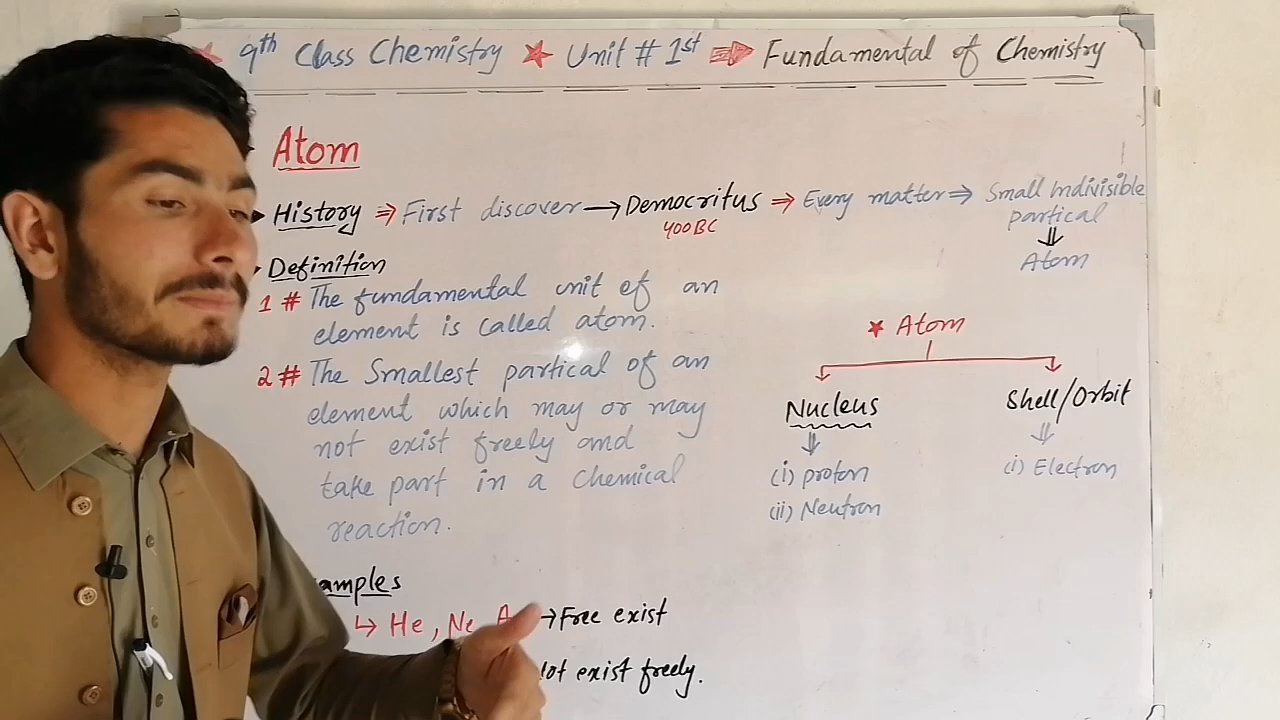 ★ 9th Class Chemistry ★ Unit # 1st ⇒ Fundamental of Chemistry
Atom
History ⇒ First discover → Democritus ⇒ Every matter ⇒ Small Indivisible
400BC
partical
⇓
Atom
Definition
1 # The fundamental unit of an
element is called atom.
2 # The Smallest partical of an
element which may or may
not exist freely and
take part in a Chemical
reaction.
★ Atom
Nucleus
⇓
(i) proton
(ii) Neutron
Shell/Orbit
⇓
(i) Electron
amples
↳ He, Ne → Free exist
ot exist freely.